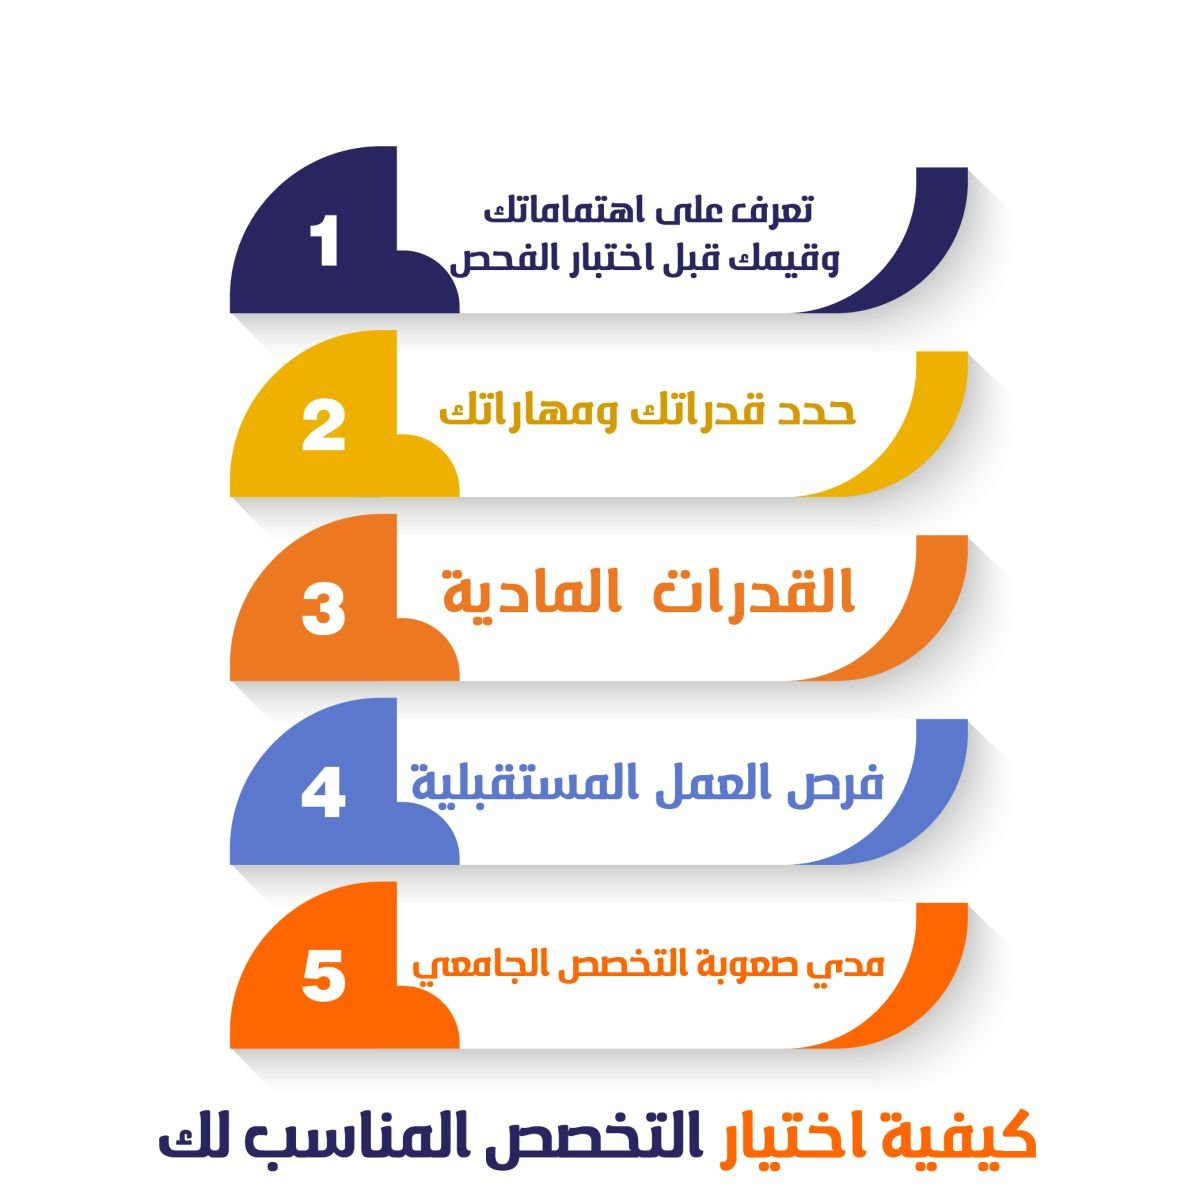 1
تعرف على اهتماماتك
وقيمك قبل اختبار الفحص
2
حدد قدراتك ومهاراتك
3
القدرات المادية
4
فرص العمل المستقبلية
5
مدي صعوبة التخصص الجامعي
كيفية اختيار التخصص المناسب لك